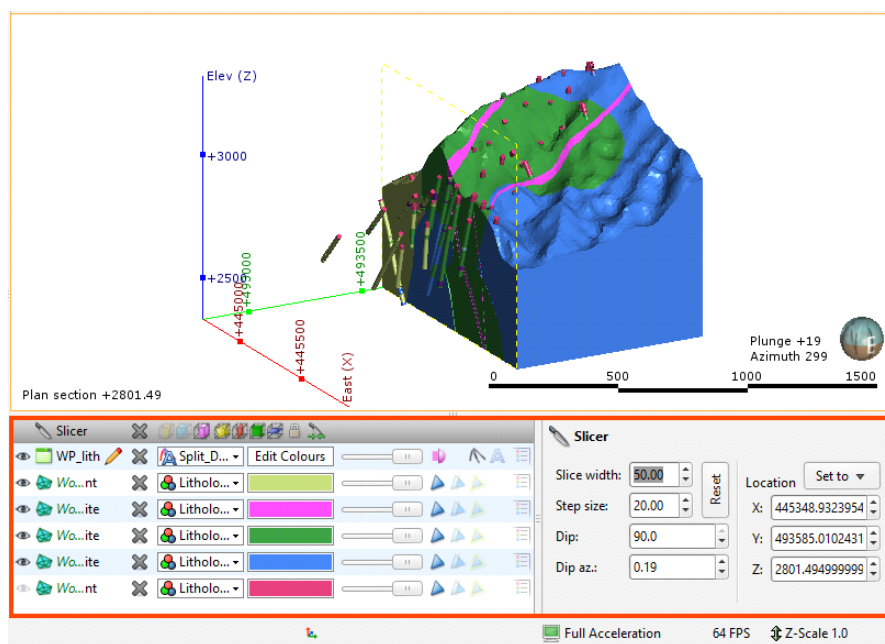 Elev (Z)
+3000
+2500
+493500
+445000
+445500
East (X)
Plunge +19
Azimuth 299
0 500 1000 1500
Plan section +2801.49
Slicer
WP_lith Split_D... Edit Colours
Wo...nt Litholo...
Wo...ite Litholo...
Wo...ite Litholo...
Wo...ite Litholo...
Wo...nt Litholo...
Slicer
Slice width: 50.00
Step size: 20.00
Reset
Dip: 90.0
Dip az.: 0.19
Location Set to
X: 445348.9323954
Y: 493585.0102431
Z: 2801.494999999
Full Acceleration 64 FPS Z-Scale 1.0